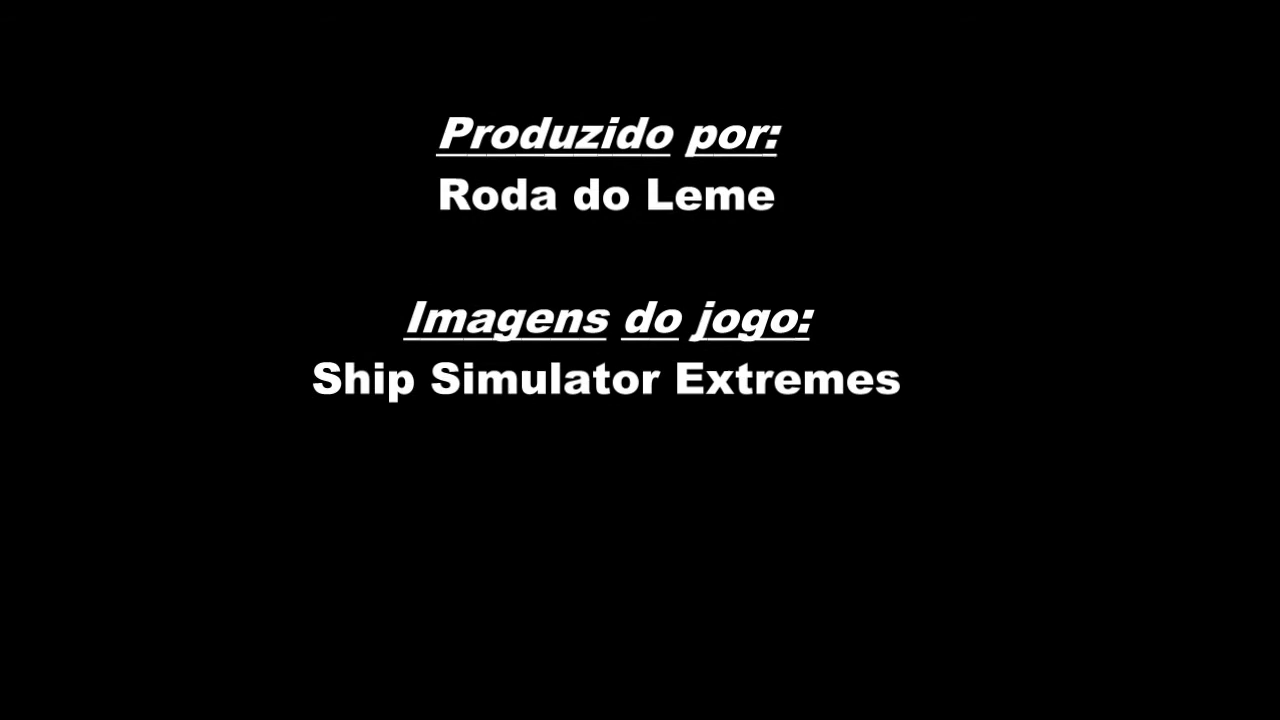 Produzido por:
Roda do Leme
Imagens do jogo:
Ship Simulator Extremes